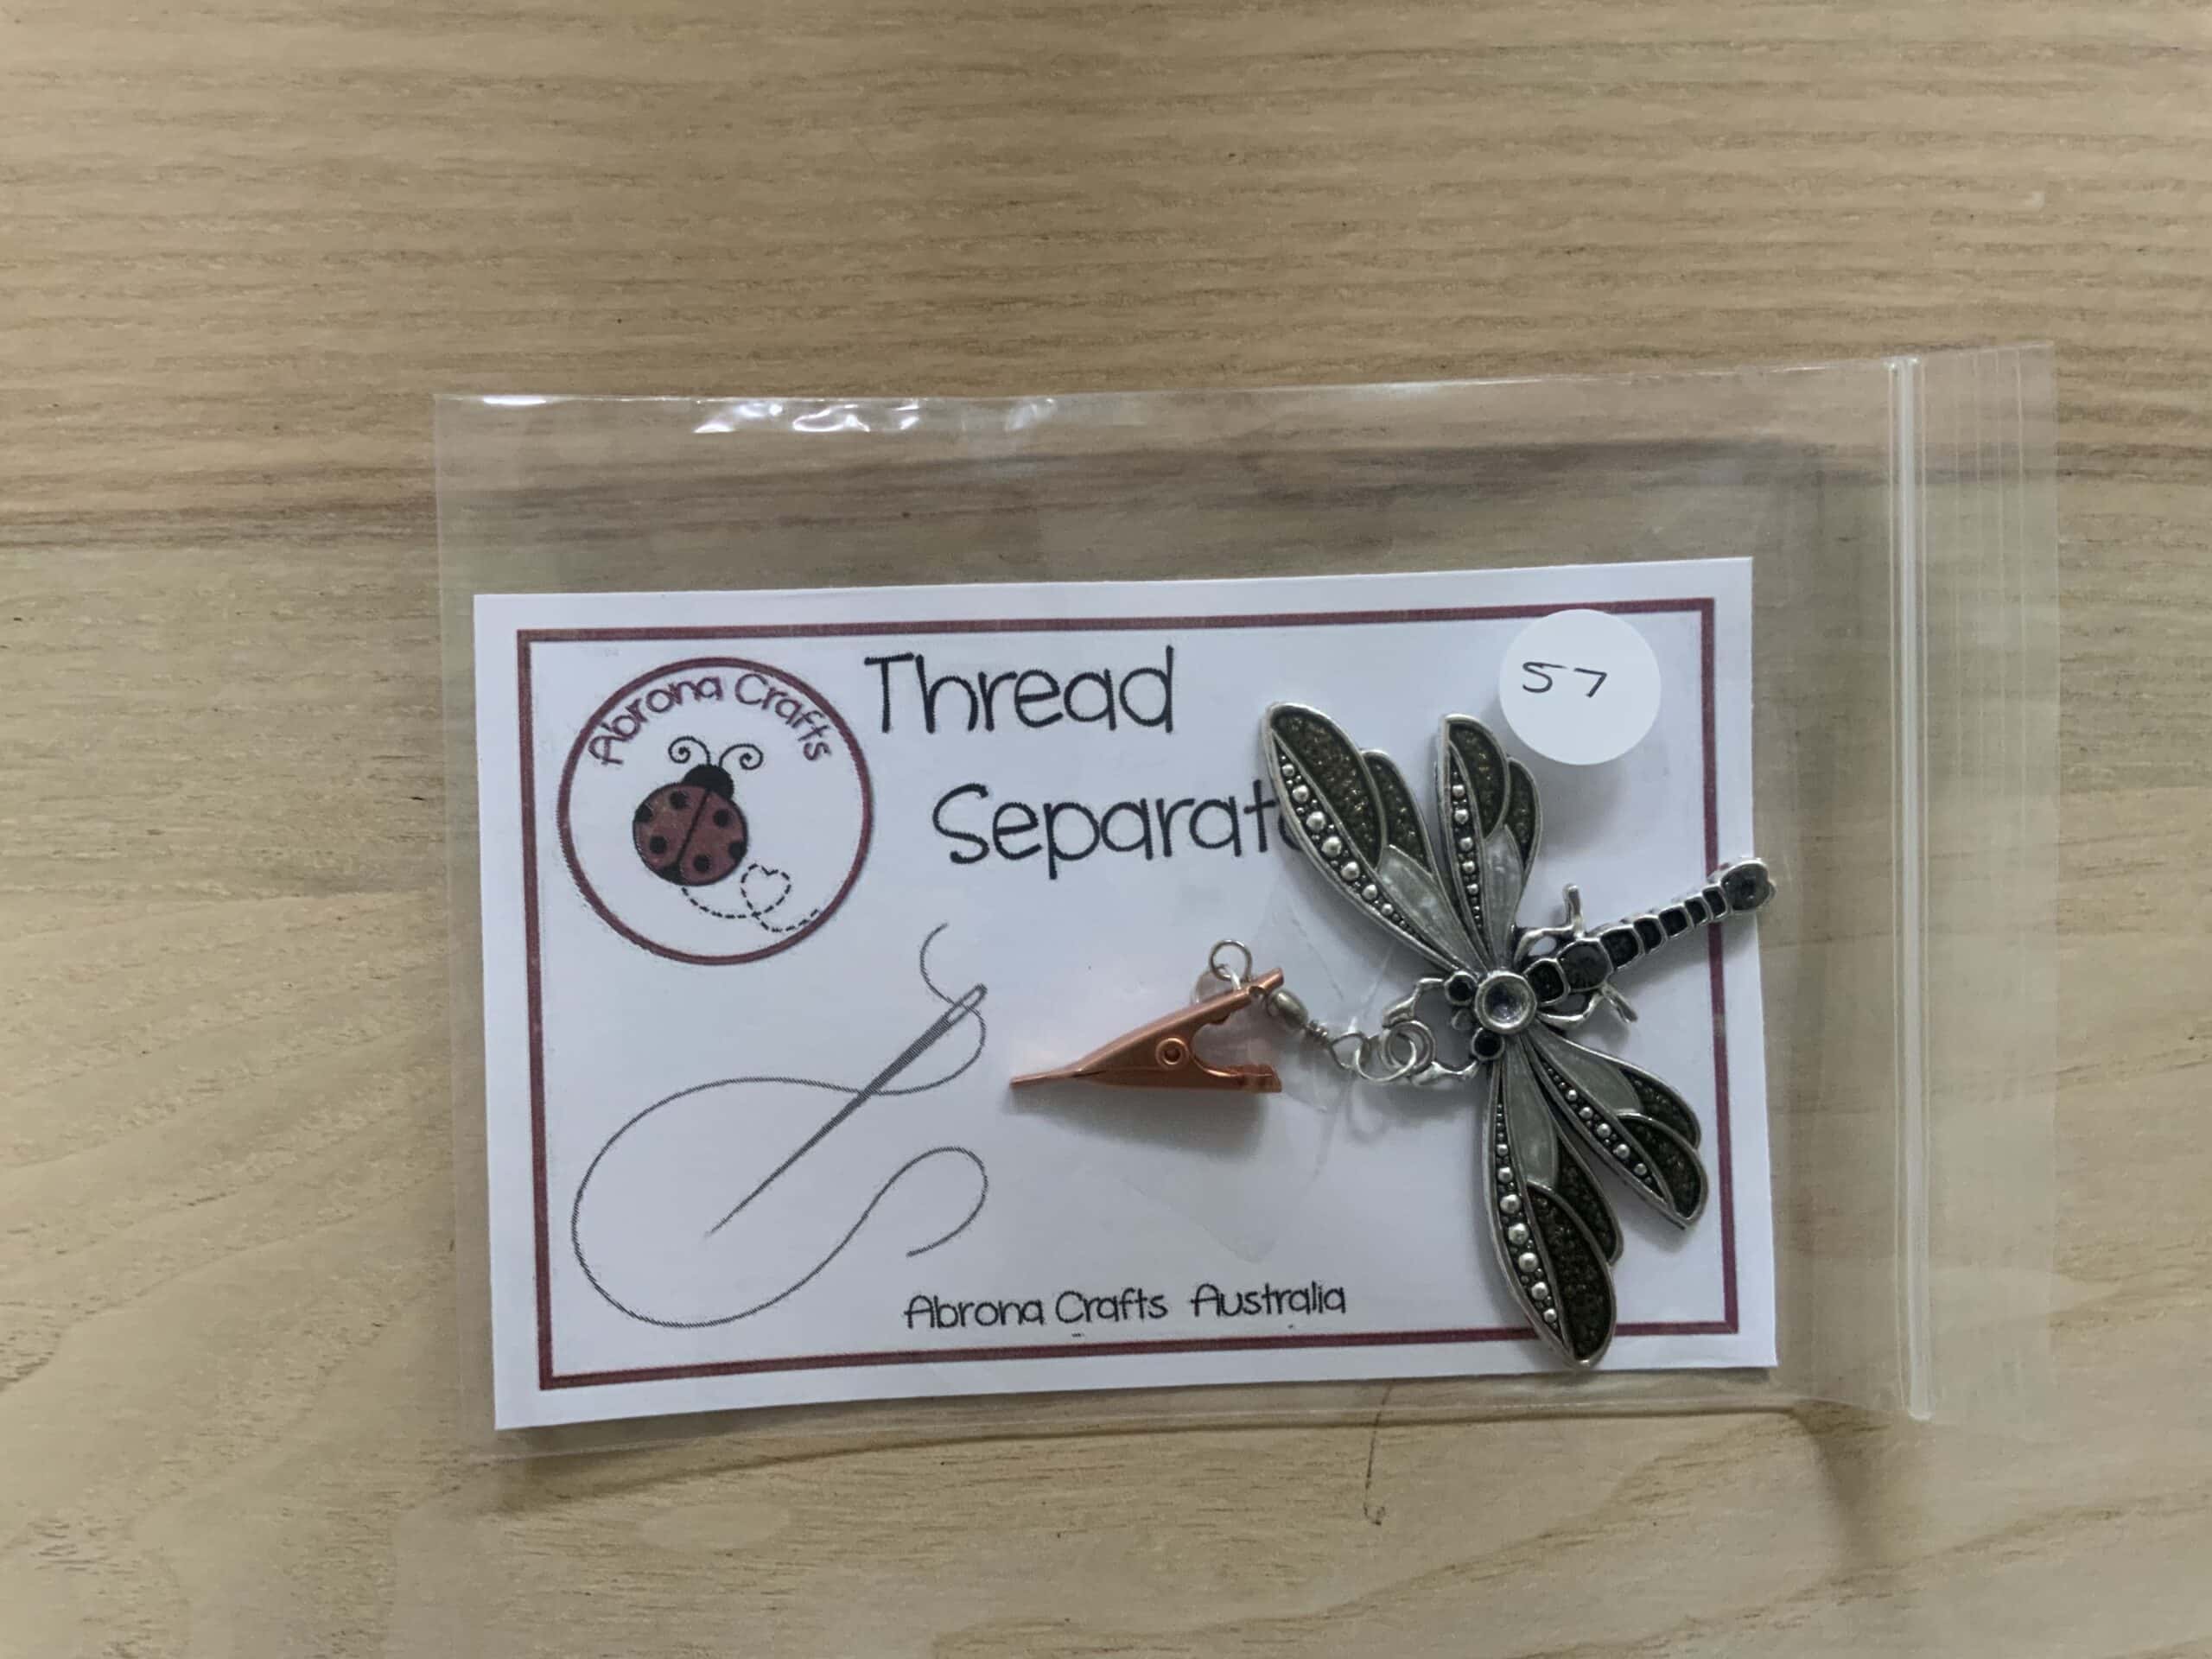 Abrona Crafts
Thread
57
Separat
Abrona Crafts Australia